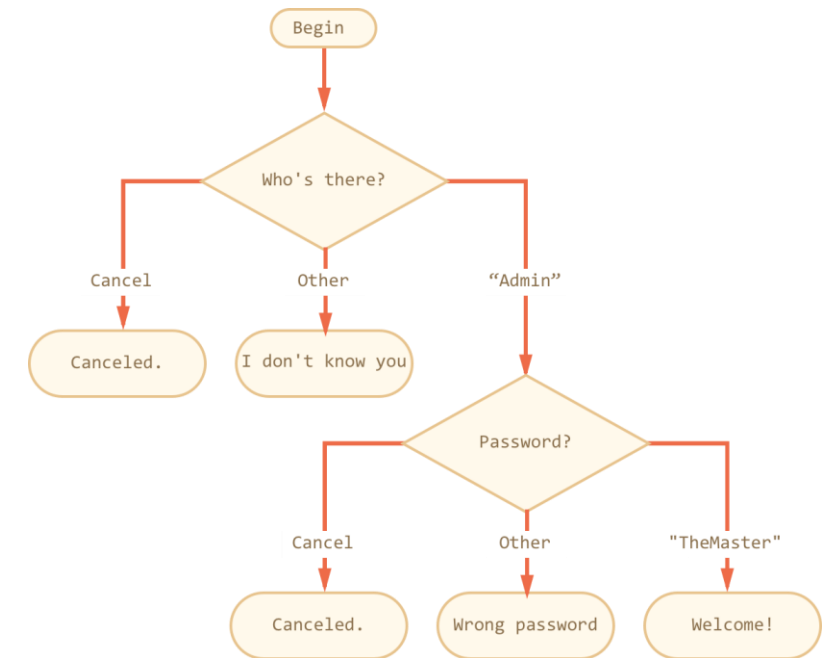 Begin
Who's there?
Cancel
Other
“Admin”
Canceled.
I don't know you
Password?
Cancel
Other
"TheMaster"
Canceled.
Wrong password
Welcome!